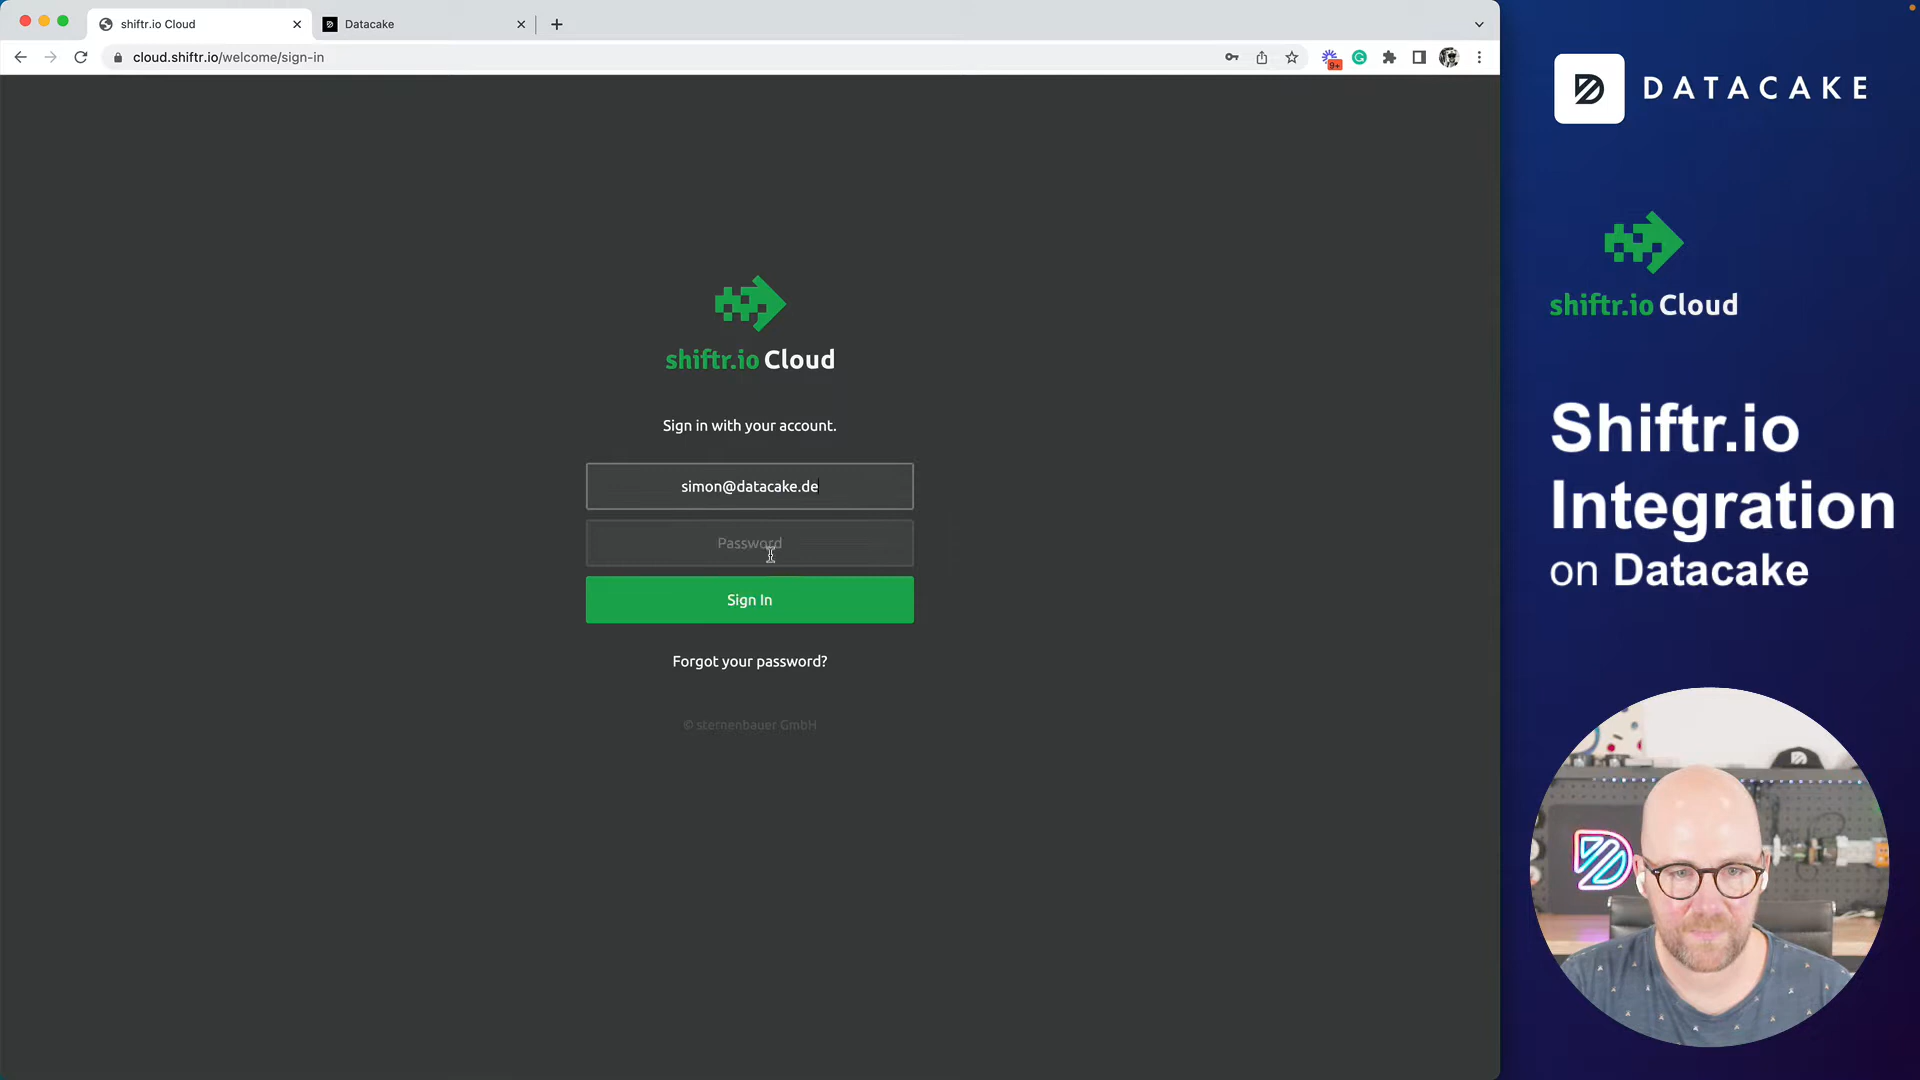 shiftr.io Cloud
Datacake
cloud.shiftr.io/welcome/sign-in
9+
shiftr.io Cloud
Sign in with your account.
simon@datacake.de
Password
Sign In
Forgot your password?
© sternenbauer GmbH
DATACAKE
shiftr.io Cloud
Shiftr.io
Integration
on Datacake